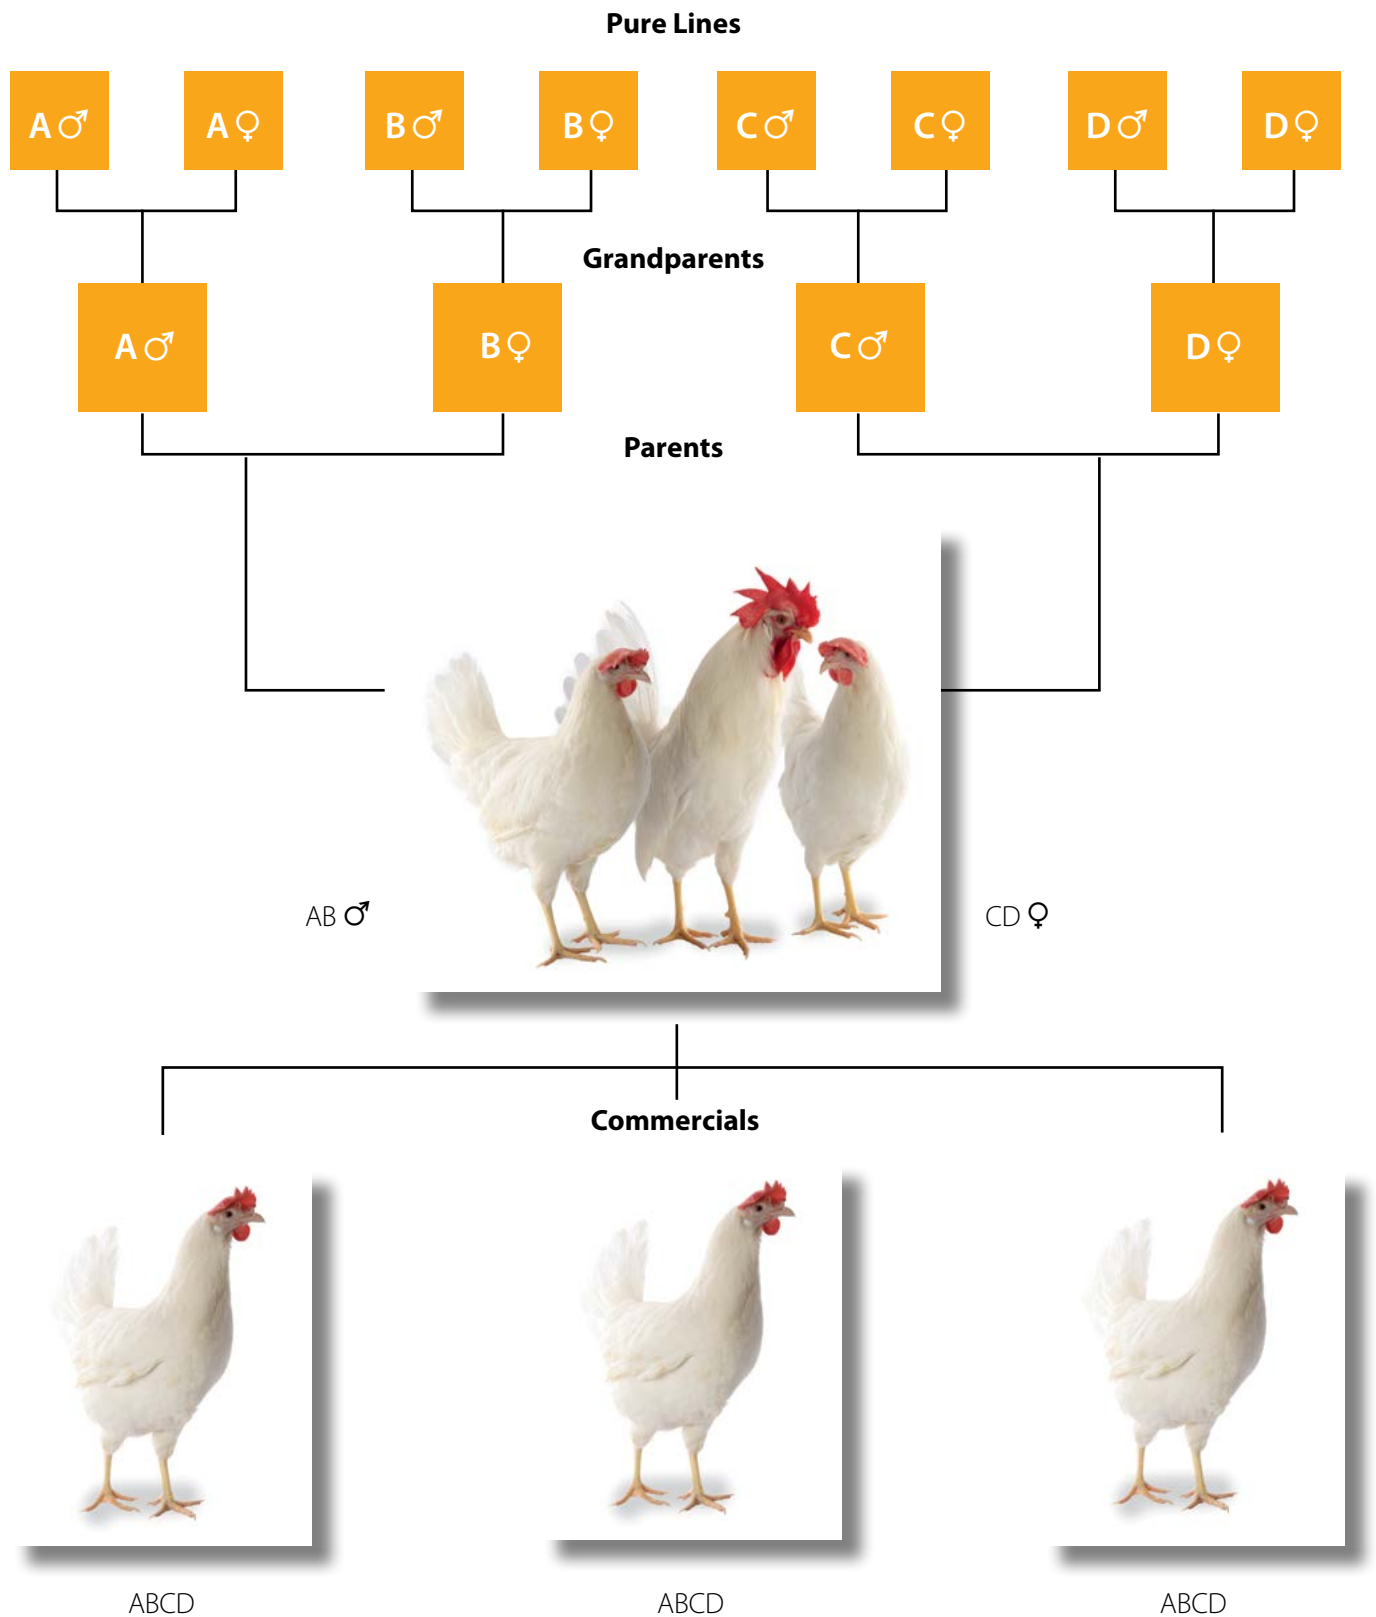 Pure Lines
A ♂ A ♀ B ♂ B ♀ C ♂ C ♀ D ♂ D ♀
Grandparents
A ♂ B ♀ C ♂ D ♀
Parents
AB ♂ CD ♀
Commercials
ABCD ABCD ABCD